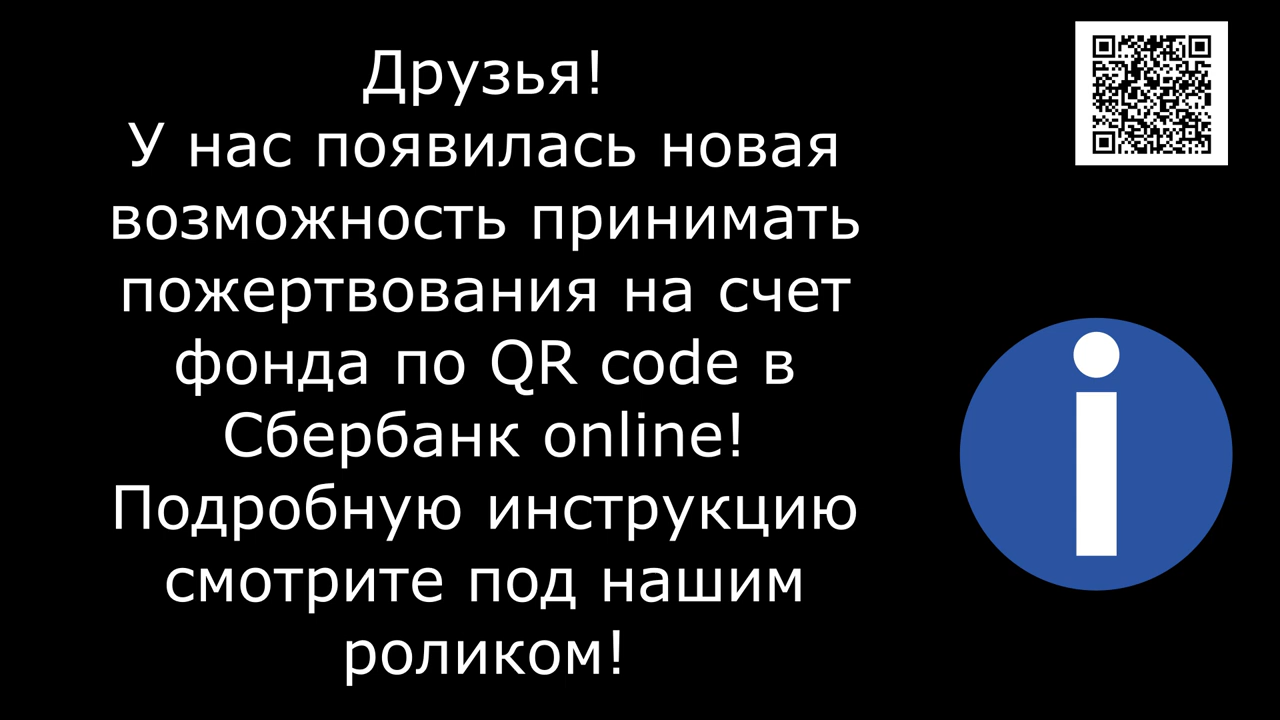 Друзья!
У нас появилась новая
возможность принимать
пожертвования на счет
фонда по QR code в
Сбербанк online!
Подробную инструкцию
смотрите под нашим
роликом!